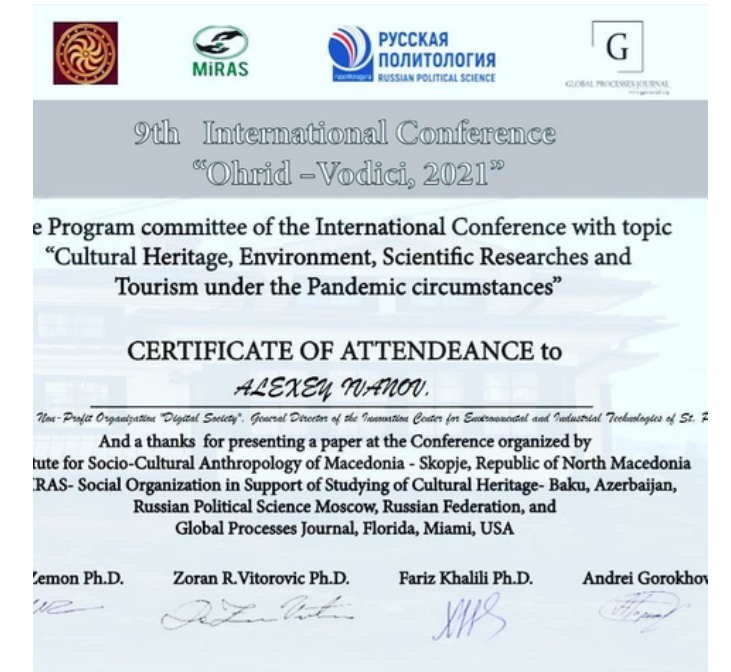 MiRAS
РУССКАЯ
ПОЛИТОЛОГИЯ
RUSSIAN POLITICAL SCIENCE
G
GLOBAL PROCESSES JOURNAL
9th International Conference
“Ohrid –Vodici, 2021”
e Program committee of the International Conference with topic
“Cultural Heritage, Environment, Scientific Researches and
Tourism under the Pandemic circumstances”
CERTIFICATE OF ATTENDEANCE to
ALEXEY IVANOV.
Non-Profit Organization "Digital Society". General Director of the Innovation Center for Environmental and Industrial Technologies of St. P
And a thanks for presenting a paper at the Conference organized by
tute for Socio-Cultural Anthropology of Macedonia - Skopje, Republic of North Macedonia
RAS- Social Organization in Support of Studying of Cultural Heritage- Baku, Azerbaijan,
Russian Political Science Moscow, Russian Federation, and
Global Processes Journal, Florida, Miami, USA
Zemon Ph.D. Zoran R.Vitorovic Ph.D. Fariz Khalili Ph.D. Andrei Gorokhov